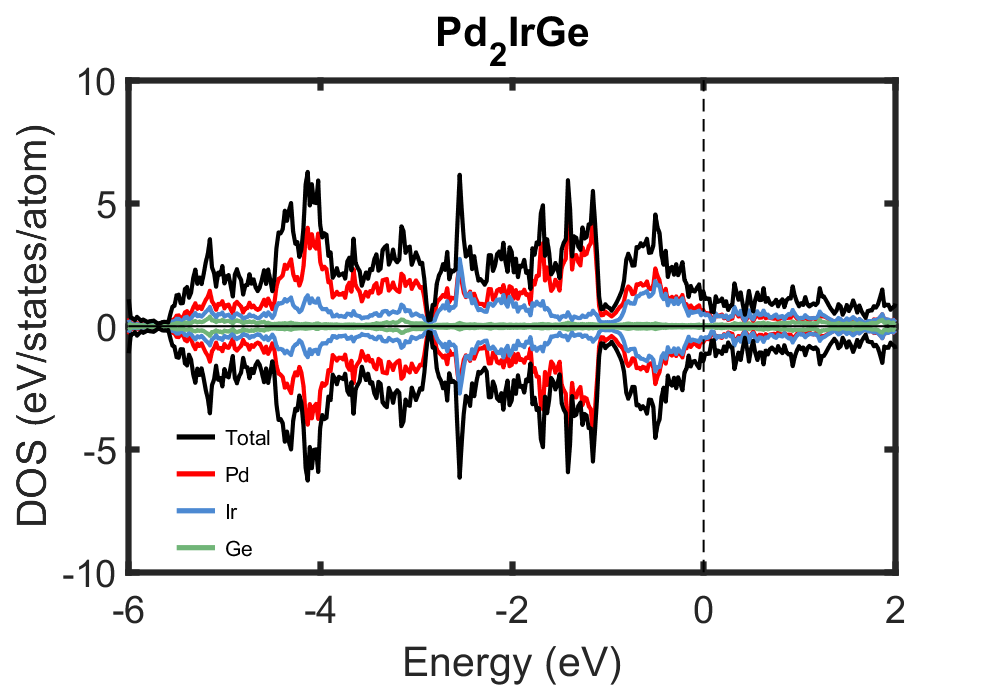 Pd2IrGe
10
5
0
-5
-10
DOS (eV/states/atom)
Total
Pd
Ir
Ge
-6 -4 -2 0 2
Energy (eV)